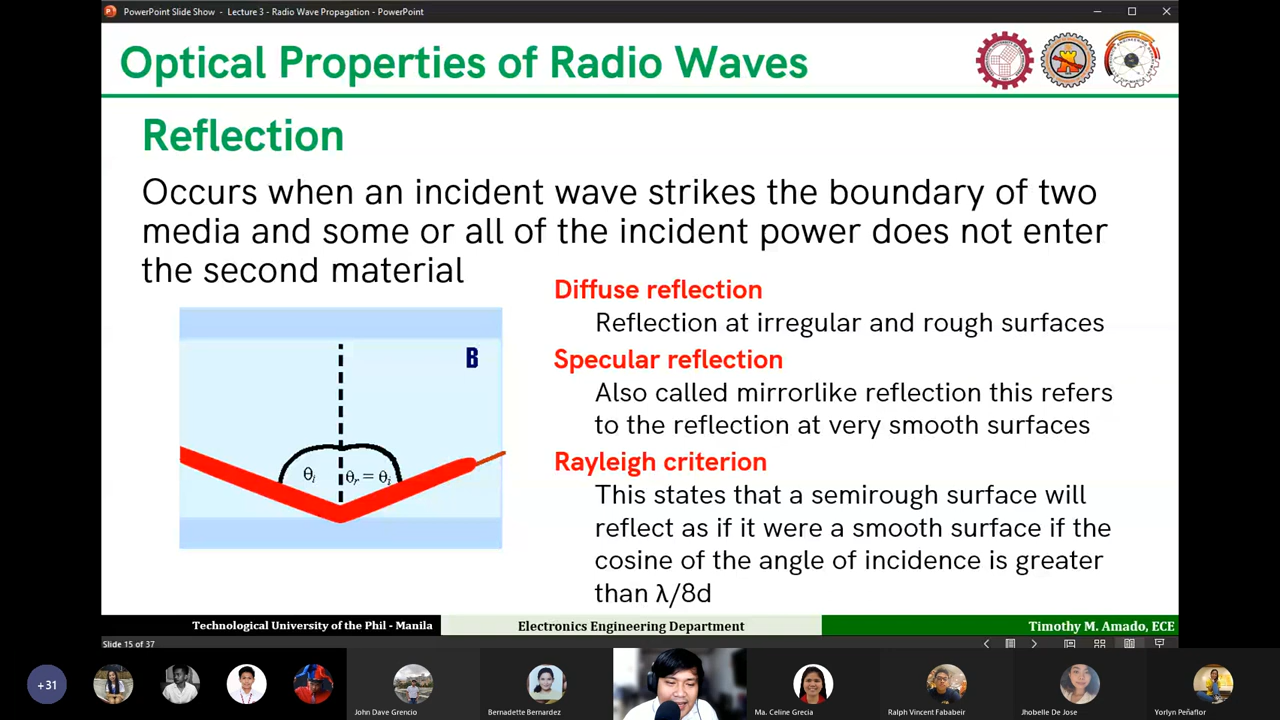 PowerPoint Slide Show - Lecture 3 - Radio Wave Propagation - PowerPoint
Optical Properties of Radio Waves
Reflection
Occurs when an incident wave strikes the boundary of two
media and some or all of the incident power does not enter
the second material
B
θi
θr = θi
Diffuse reflection
Reflection at irregular and rough surfaces
Specular reflection
Also called mirrorlike reflection this refers
to the reflection at very smooth surfaces
Rayleigh criterion
This states that a semirough surface will
reflect as if it were a smooth surface if the
cosine of the angle of incidence is greater
than λ/8d
Technological University of the Phil - Manila
Electronics Engineering Department
Timothy M. Amado, ECE
Slide 15 of 37
+31
John Dave Grencio
Bernadette Bernardez
Ma. Celine Grecia
Ralph Vincent Fababeir
Jhobelle De Jose
Yorlyn Peñaflor